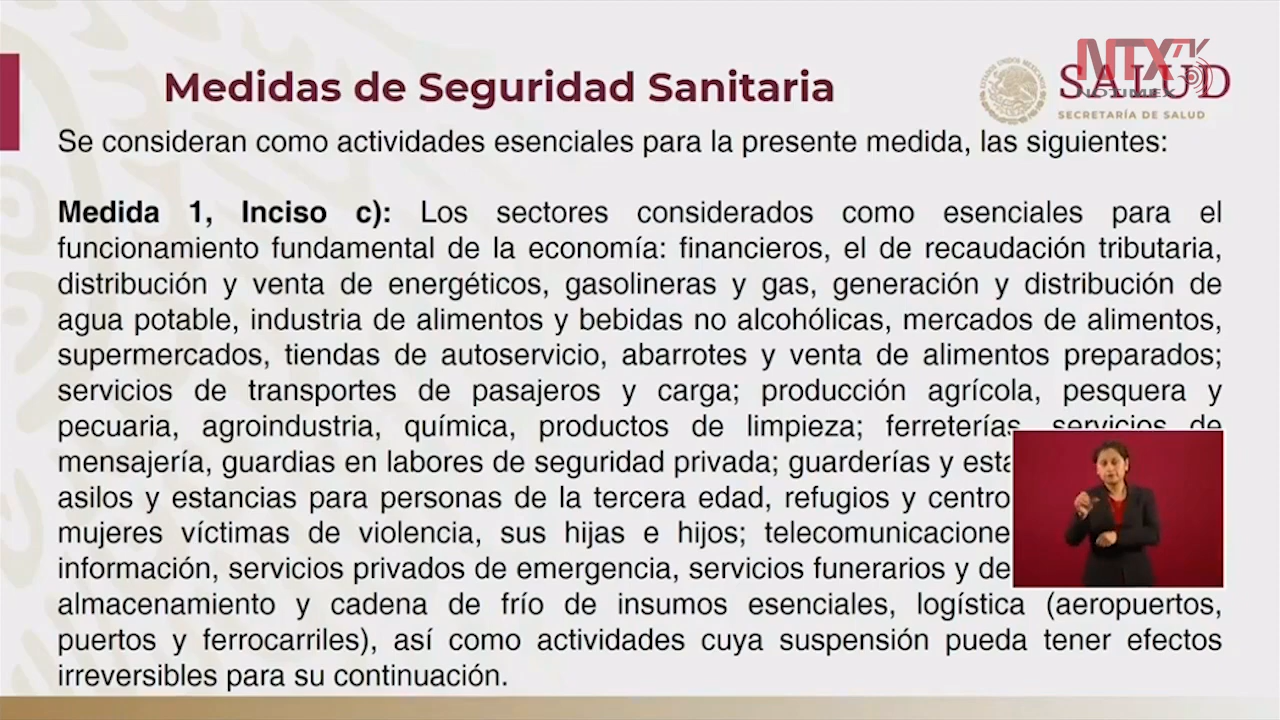 Medidas de Seguridad Sanitaria
SALUD
NTX
NOTIMEX
SECRETARÍA DE SALUD
Se consideran como actividades esenciales para la presente medida, las siguientes:
Medida 1, Inciso c): Los sectores considerados como esenciales para el
funcionamiento fundamental de la economía: financieros, el de recaudación tributaria,
distribución y venta de energéticos, gasolineras y gas, generación y distribución de
agua potable, industria de alimentos y bebidas no alcohólicas, mercados de alimentos,
supermercados, tiendas de autoservicio, abarrotes y venta de alimentos preparados;
servicios de transportes de pasajeros y carga; producción agrícola, pesquera y
pecuaria, agroindustria, química, productos de limpieza; ferreterías, servicios de
mensajería, guardias en labores de seguridad privada; guarderías y
asilos y estancias para personas de la tercera edad, refugios y
mujeres víctimas de violencia, sus hijas e hijos;
información, servicios privados de emergencia, servicios funerarios y
almacenamiento y cadena de frío de insumos esenciales, logística (aeropuertos,
puertos y ferrocarriles), así como actividades cuya suspensión pueda tener efectos
irreversibles para su continuación.